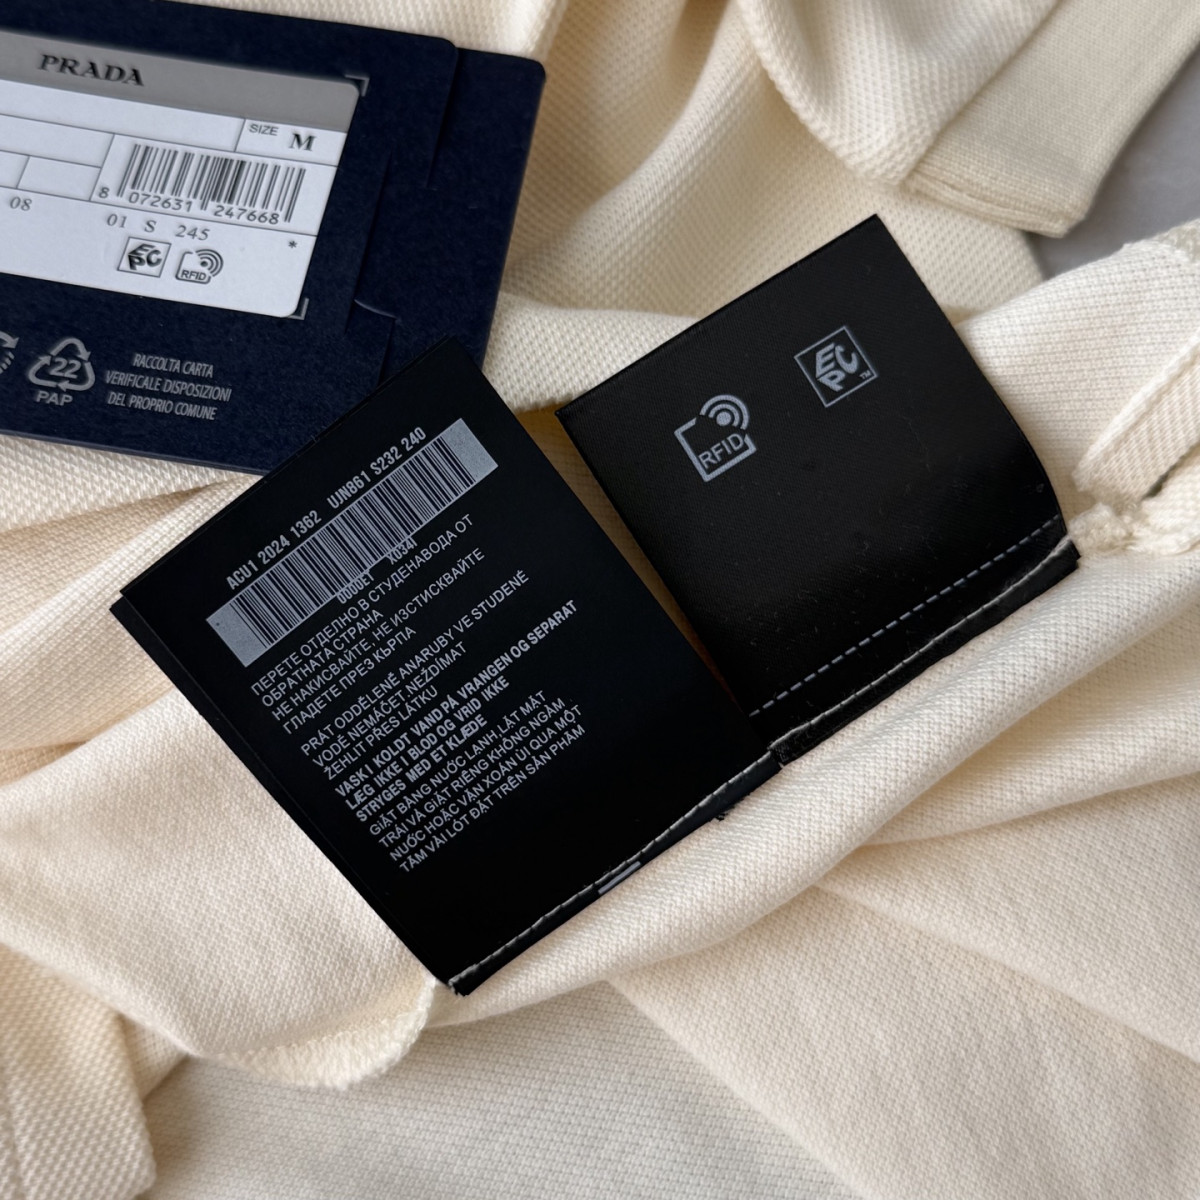 PRADA
SIZE M
8 072631 247668
08
01 S 245
*
EPC
RFID
22
PAP
RACCOLTA CARTA
VERIFICALE DISPOSIZIONI
DEL PROPRIO COMUNE
ACU1 2024 1362 UJN861 S232 240
ПЕРЕТЕ ОТДЕЛНО В СТУДЕНАВОДА ОТ
ОБРАТНАТА СТРАНА
НЕ НАКИСВАЙТЕ, НЕ ИЗСТИСКВАЙТЕ
ГЛАДЕТЕ ПРЕЗ КЪРПА
PRÁT ODDĚLENĚ ANARUBY VE STUDENÉ
VODĚ NEMÁČET NEŽDÍMAT
ŽEHLIT PŘES LÁTKU
VASK I KOLDT VAND PÅ VRANGEN OG SEPARAT
LÆG IKKE I BLØD OG VRID IKKE
STRYGES MED ET KLÆDE
GIẶT BẰNG NƯỚC LẠNH LẬT MẶT
TRÁI VÀ GIẶT RIÊNG KHÔNG NGÂM
NƯỚC HOẶC VẶN XOẮN ỦI QUA MỘT
TẤM VẢI LÓT ĐẶT TRÊN SẢN PHẨM
RFID
EPC
TM